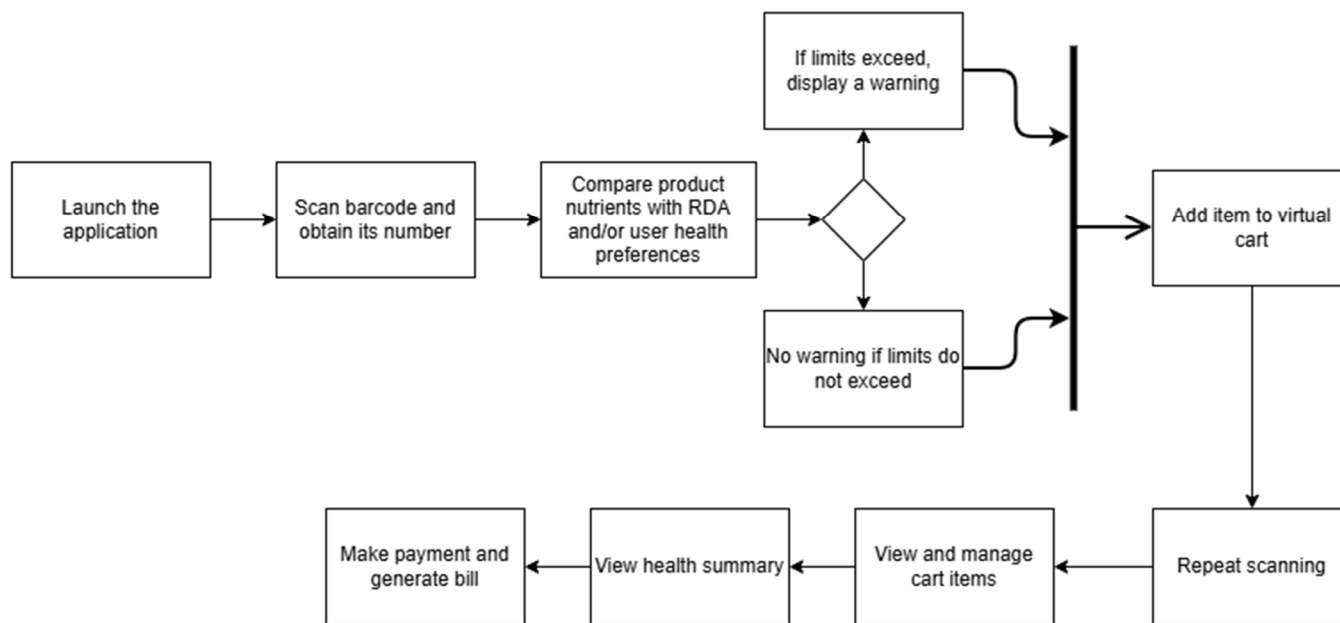 Launch the
application
Scan barcode and
obtain its number
Compare product
nutrients with RDA
and/or user health
preferences
If limits exceed,
display a warning
No warning if limits do
not exceed
Add item to virtual
cart
Repeat scanning
View and manage
cart items
View health summary
Make payment and
generate bill